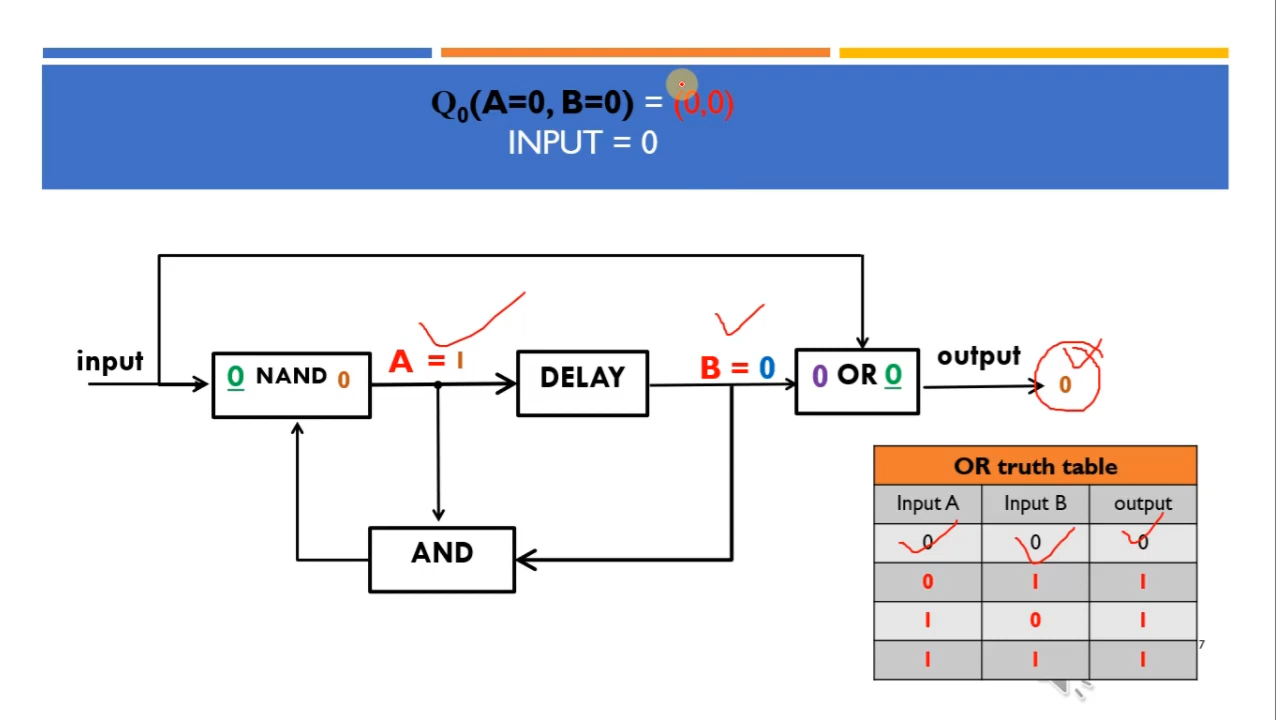 Q0(A=0, B=0) = (0,0)
INPUT = 0
input
0 NAND 0
A = 1
DELAY
B = 0
0 OR 0
output
0
AND
OR truth table
Input A Input B output
0 0 0
0 1 1
1 0 1
1 1 1
7